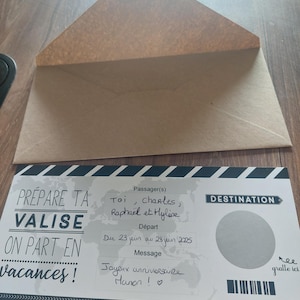 PRÉPARE TA
VALISE
ON PART EN
vacances !
Passager(s)
Toi, Charles,
Raphaël et Mylène
Départ
Du 23 juin au 29 juin 2025
Message
Joyeux anniversaire
Manon ! ♡
DESTINATION
gratte ici